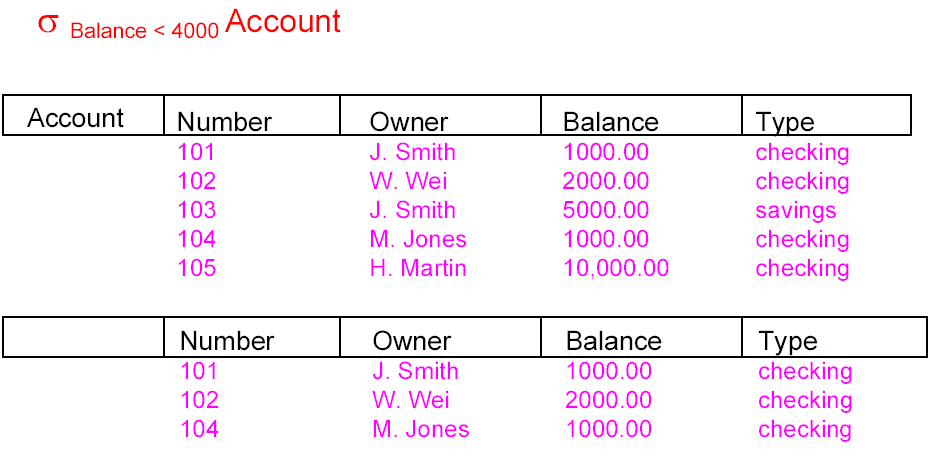 σ Balance < 4000 Account
Account Number Owner Balance Type
101 J. Smith 1000.00 checking
102 W. Wei 2000.00 checking
103 J. Smith 5000.00 savings
104 M. Jones 1000.00 checking
105 H. Martin 10,000.00 checking
Number Owner Balance Type
101 J. Smith 1000.00 checking
102 W. Wei 2000.00 checking
104 M. Jones 1000.00 checking